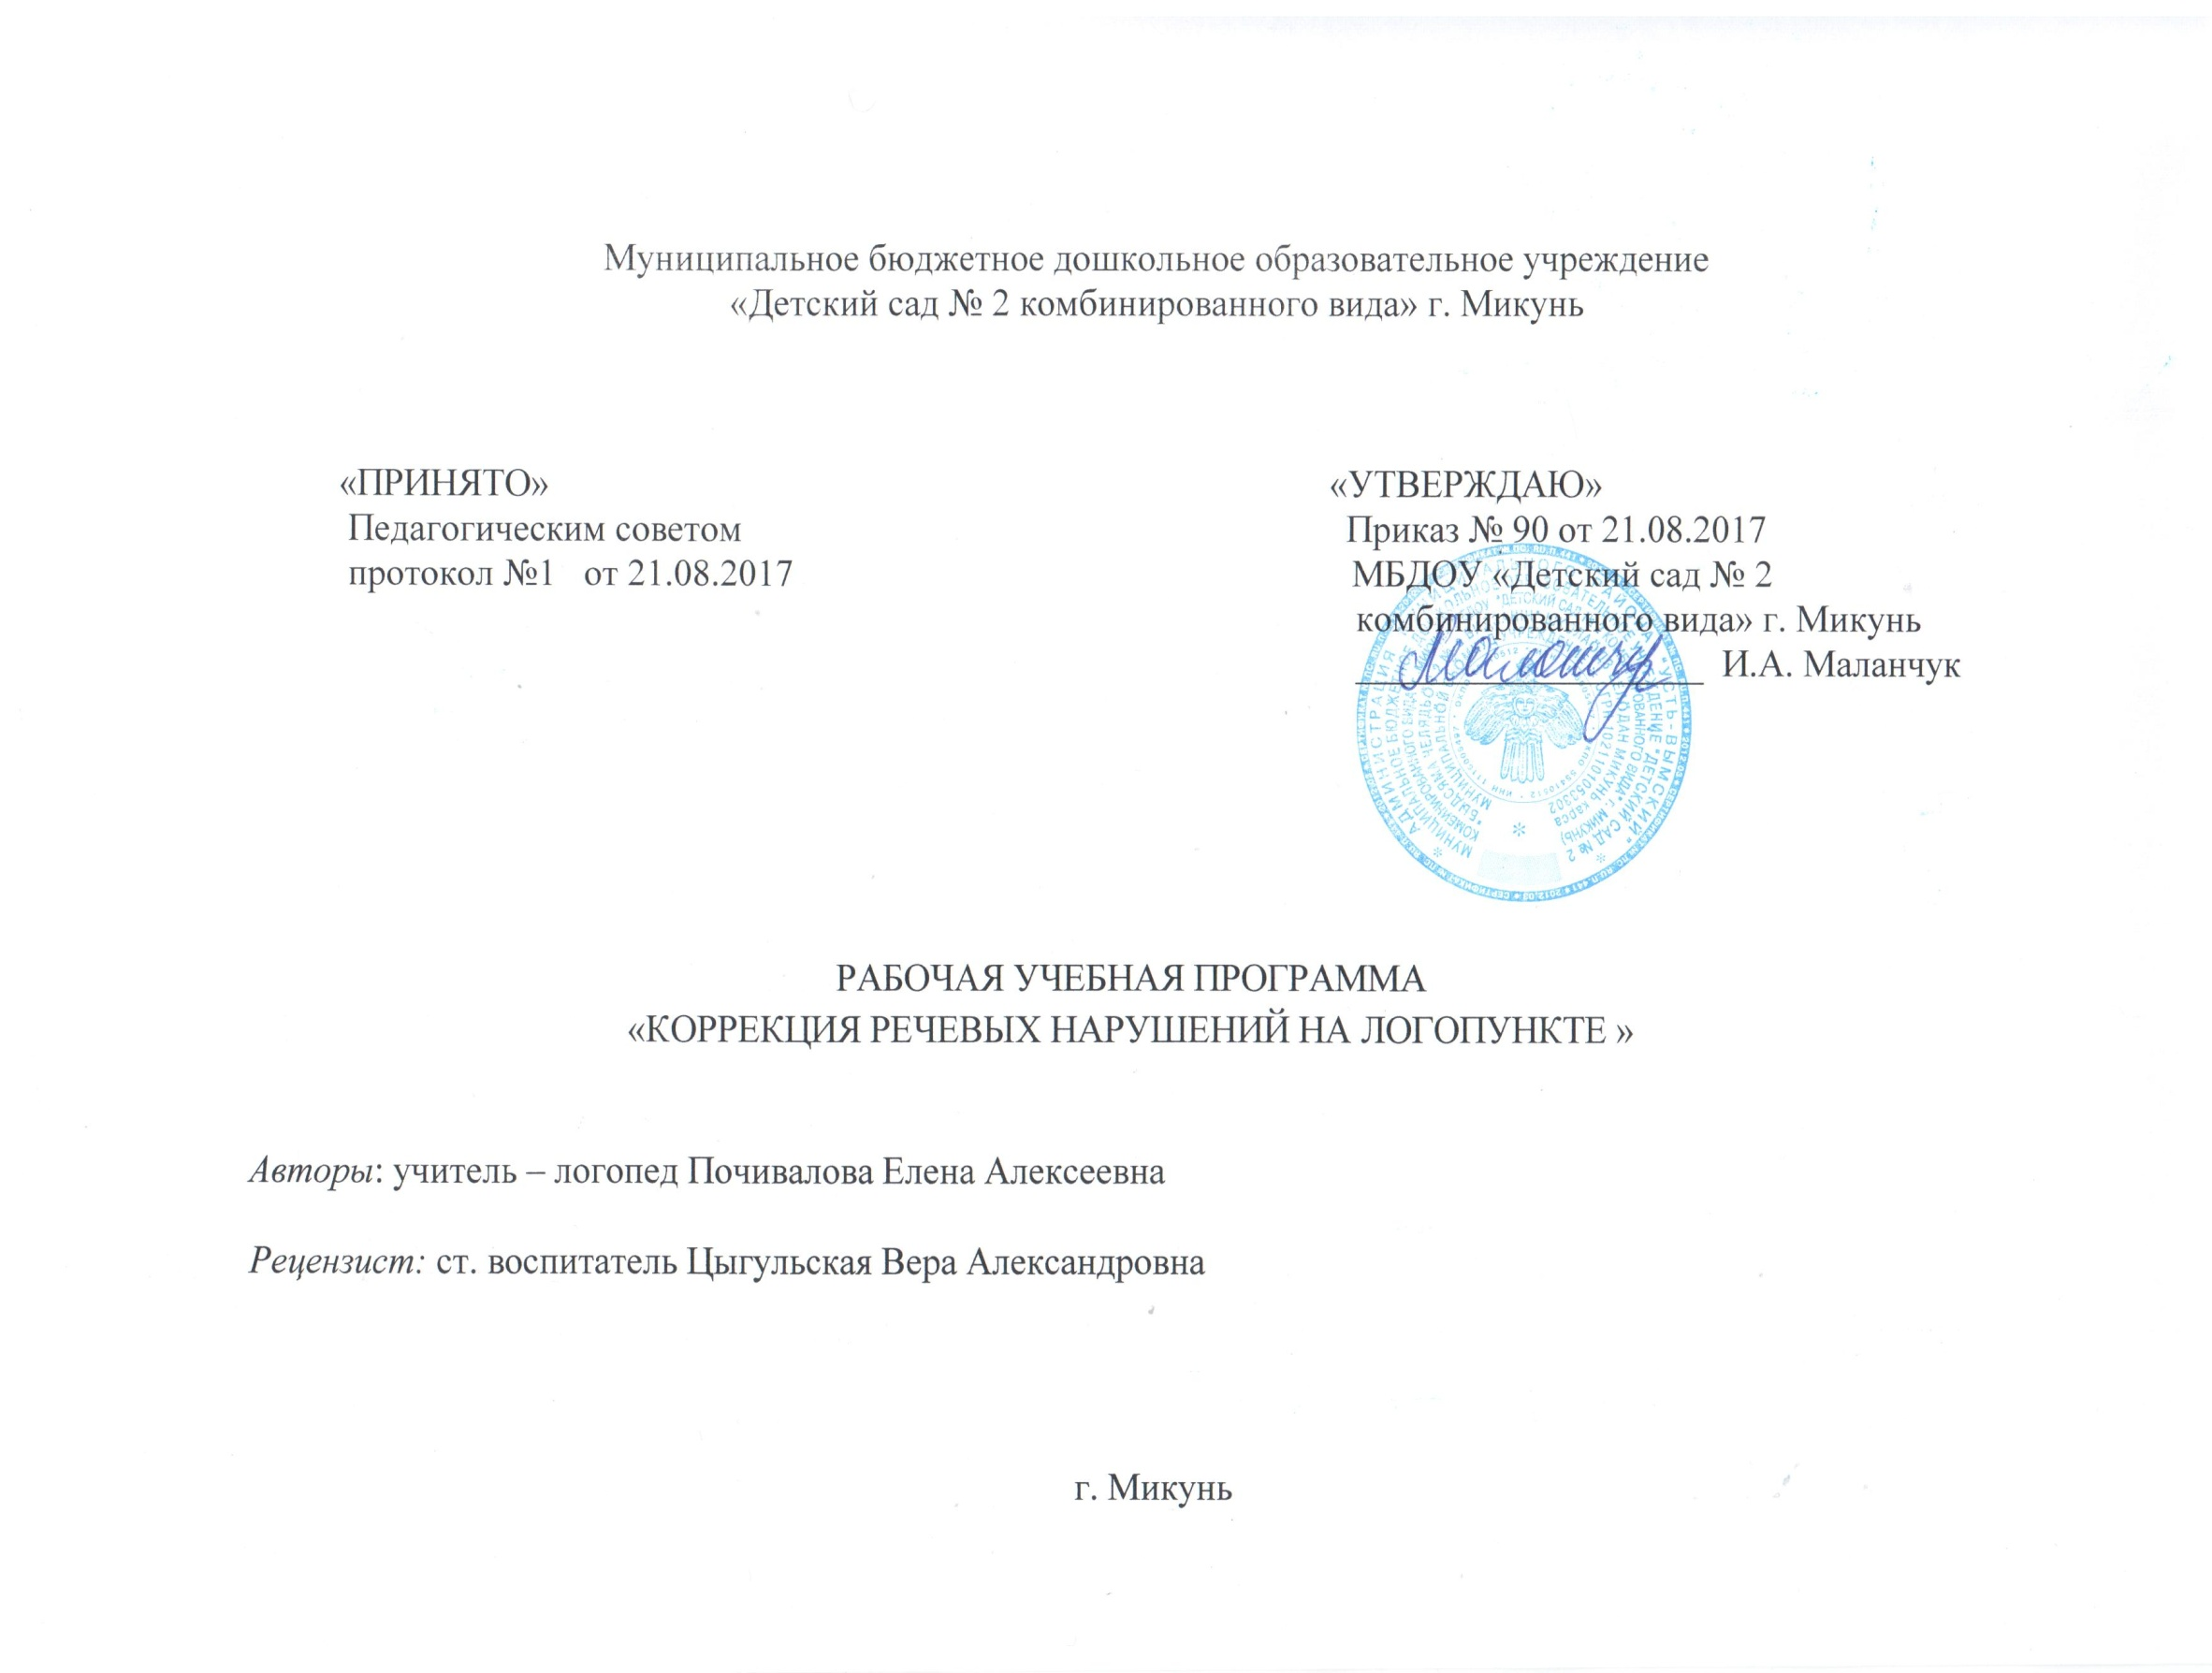 Муниципальное бюджетное дошкольное образовательное учреждение
«Детский сад № 2 комбинированного вида» г. Микунь
«ПРИНЯТО»
Педагогическим советом
протокол №1 от 21.08.2017
«УТВЕРЖДАЮ»
Приказ № 90 от 21.08.2017
МБДОУ «Детский сад № 2
комбинированного вида» г. Микунь
И.А. Маланчук
РАБОЧАЯ УЧЕБНАЯ ПРОГРАММА
«КОРРЕКЦИЯ РЕЧЕВЫХ НАРУШЕНИЙ НА ЛОГОПУНКТЕ »
Авторы: учитель – логопед Почивалова Елена Алексеевна
Рецензист: ст. воспитатель Цыгульская Вера Александровна
г. Микунь